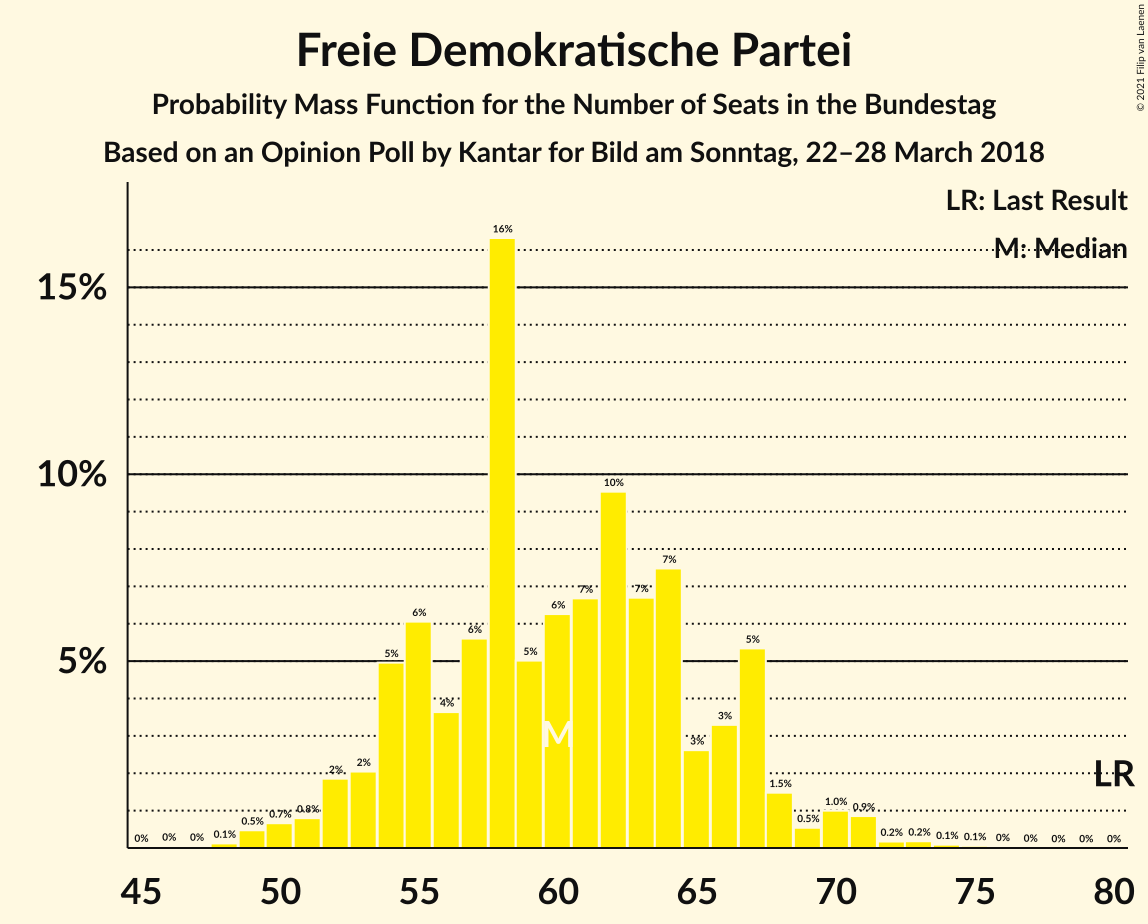 Freie Demokratische Partei
Probability Mass Function for the Number of Seats in the Bundestag
Based on an Opinion Poll by Kantar for Bild am Sonntag, 22–28 March 2018
© 2021 Filip van Laenen
LR: Last Result
M: Median
15%
10%
5%
0% 0% 0% 0.1% 0.5% 0.7% 0.8% 2% 2% 5% 6% 4% 6% 16% 5% 6% 7% 10% 7% 7% 3% 3% 5% 1.5% 0.5% 1.0% 0.9% 0.2% 0.2% 0.1% 0.1% 0% 0% 0% 0% 0%
M
LR
45 50 55 60 65 70 75 80